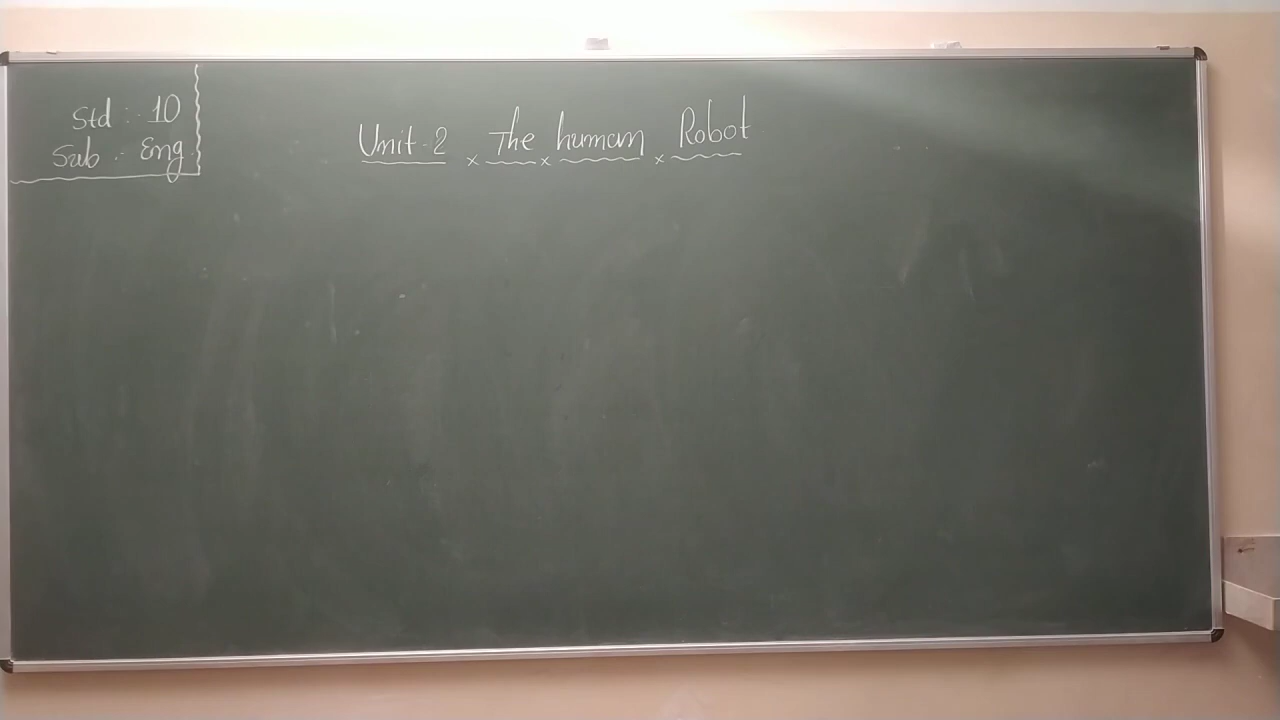 Std :- 10
Sub :- Eng.
Unit-2 The human Robot